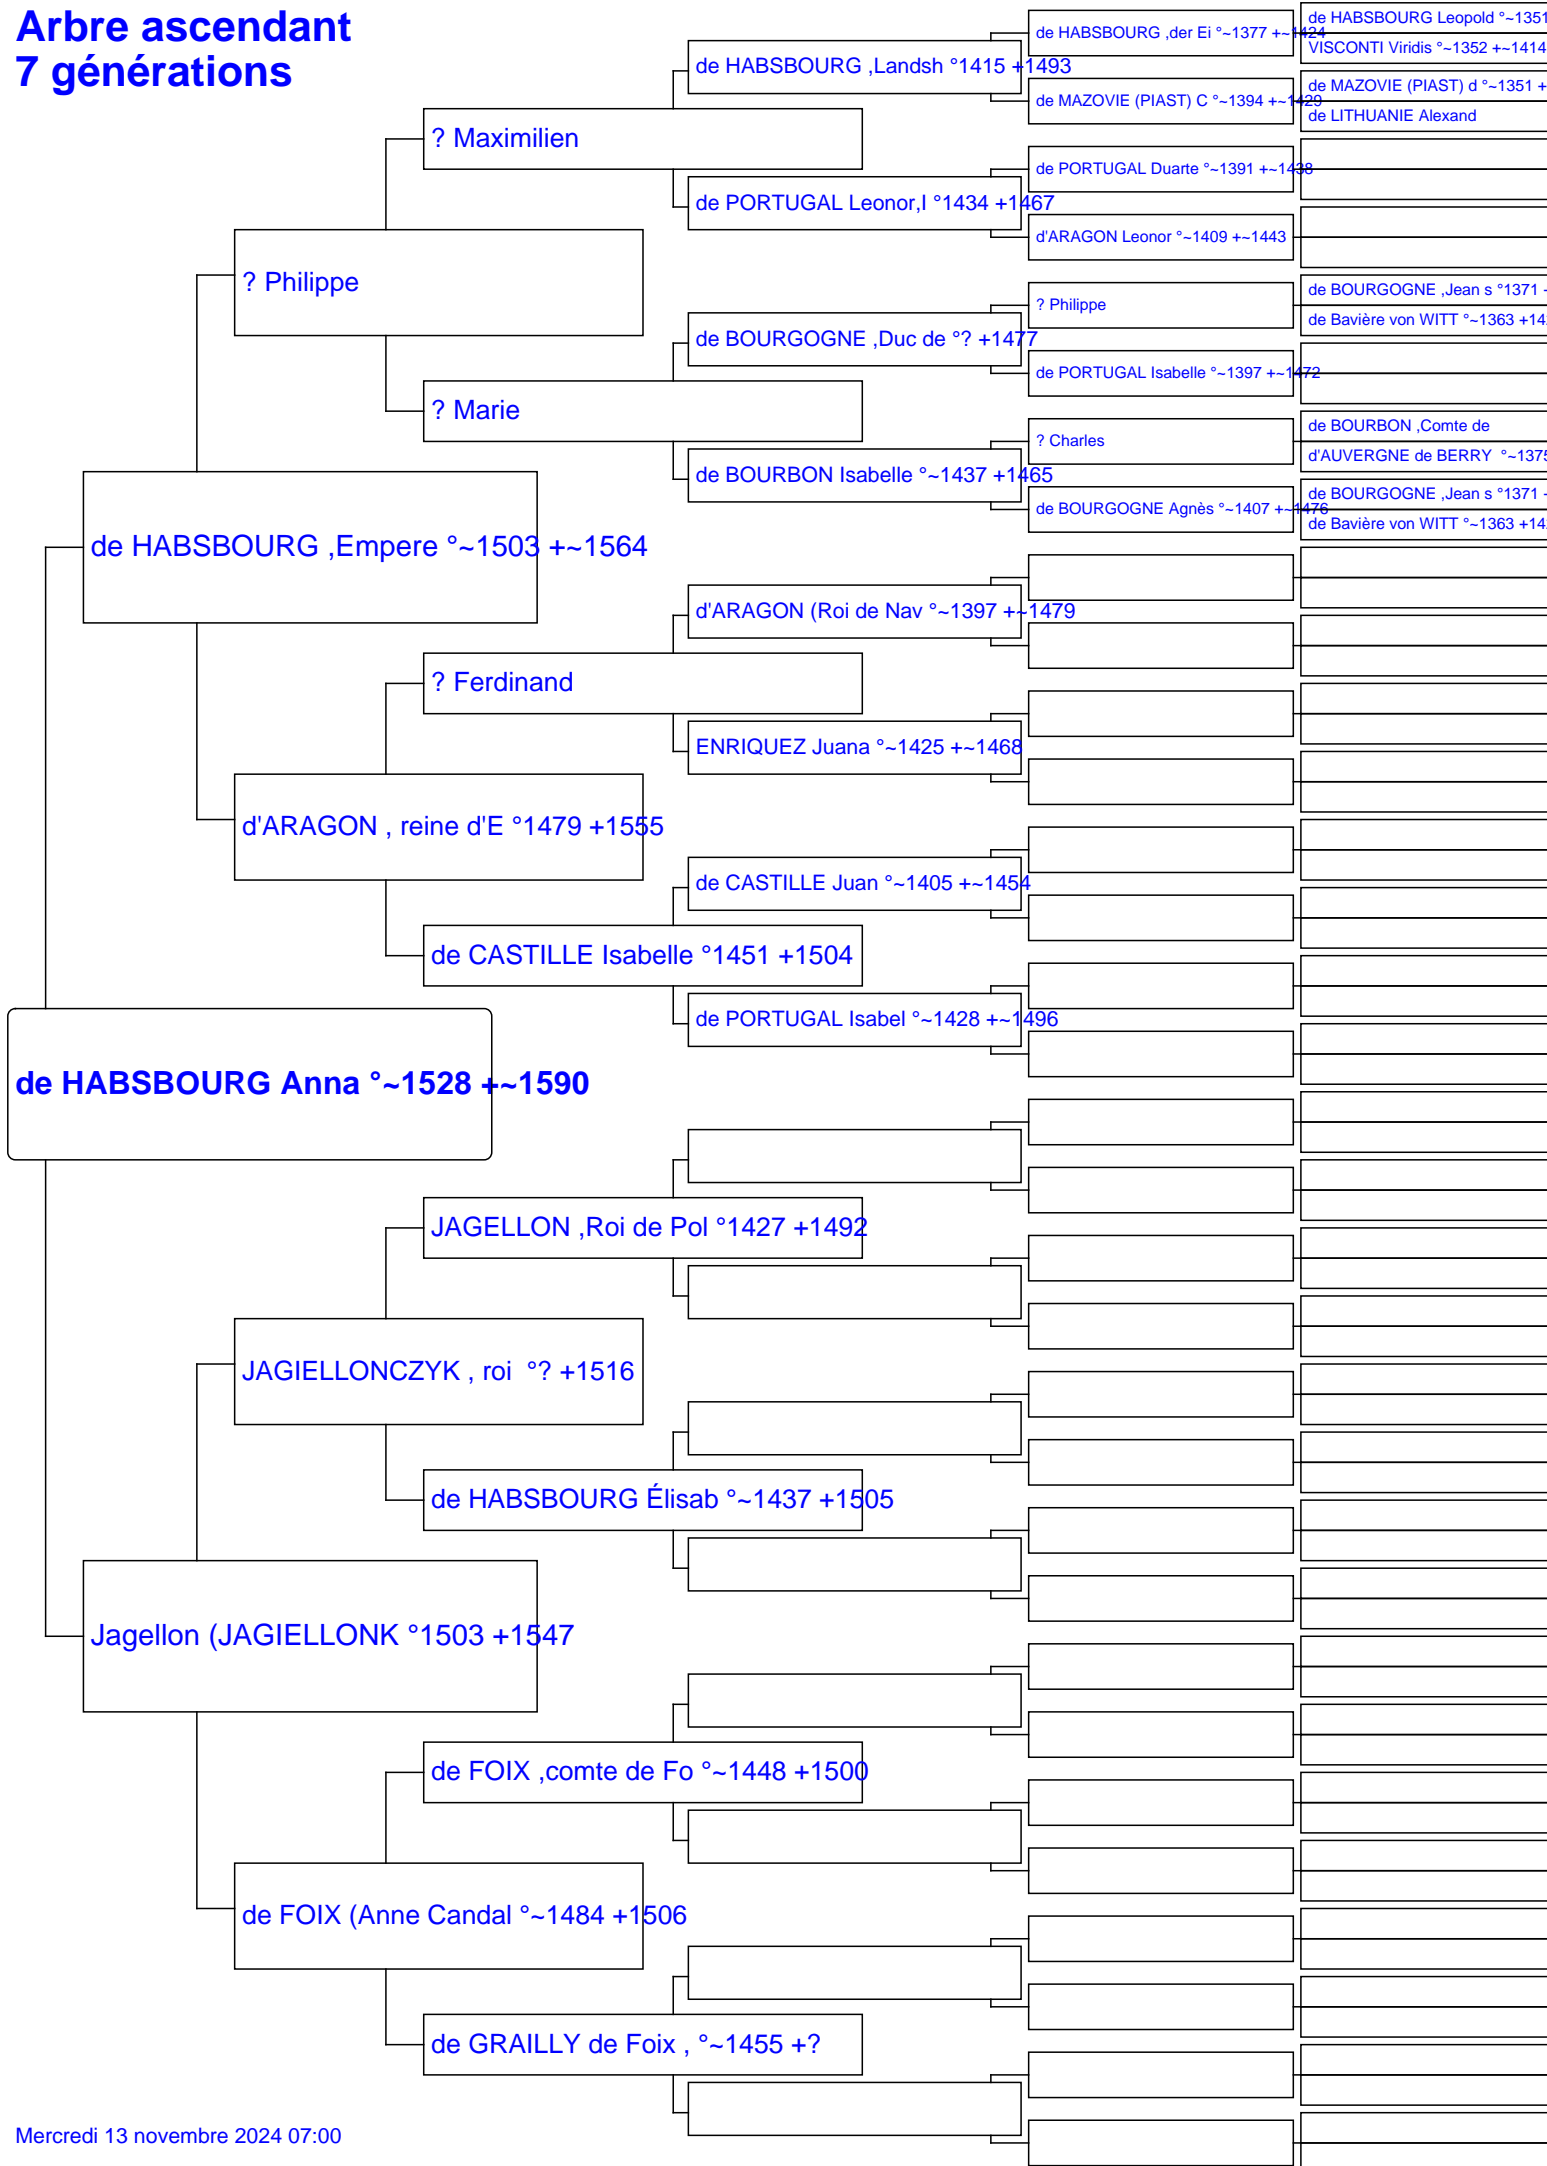 Arbre ascendant
7 générations
de HABSBOURG Leopold °~1351
de HABSBOURG ,der Ei °~1377 +~1424
VISCONTI Viridis °~1352 +~1414
de HABSBOURG ,Landsh °1415 +1493
de MAZOVIE (PIAST) d °~1351 +
de MAZOVIE (PIAST) C °~1394 +~1429
de LITHUANIE Alexand
? Maximilien
de PORTUGAL Duarte °~1391 +~1438
de PORTUGAL Leonor,I °1434 +1467
d'ARAGON Leonor °~1409 +~1443
? Philippe
de BOURGOGNE ,Jean s °1371 +
? Philippe
de Bavière von WITT °~1363 +14
de BOURGOGNE ,Duc de °? +1477
de PORTUGAL Isabelle °~1397 +~1472
? Marie
de BOURBON ,Comte de
? Charles
d'AUVERGNE de BERRY °~1375
de BOURBON Isabelle °~1437 +1465
de BOURGOGNE ,Jean s °1371 +
de BOURGOGNE Agnès °~1407 +~1476
de Bavière von WITT °~1363 +14
de HABSBOURG ,Empere °~1503 +~1564
d'ARAGON (Roi de Nav °~1397 +~1479
? Ferdinand
ENRIQUEZ Juana °~1425 +~1468
d'ARAGON , reine d'E °1479 +1555
de CASTILLE Juan °~1405 +~1454
de CASTILLE Isabelle °1451 +1504
de PORTUGAL Isabel °~1428 +~1496
de HABSBOURG Anna °~1528 +~1590
JAGELLON ,Roi de Pol °1427 +1492
JAGIELLONCZYK , roi °? +1516
de HABSBOURG Élisab °~1437 +1505
Jagellon (JAGIELLONK °1503 +1547
de FOIX ,comte de Fo °~1448 +1500
de FOIX (Anne Candal °~1484 +1506
de GRAILLY de Foix , °~1455 +?
Mercredi 13 novembre 2024 07:00